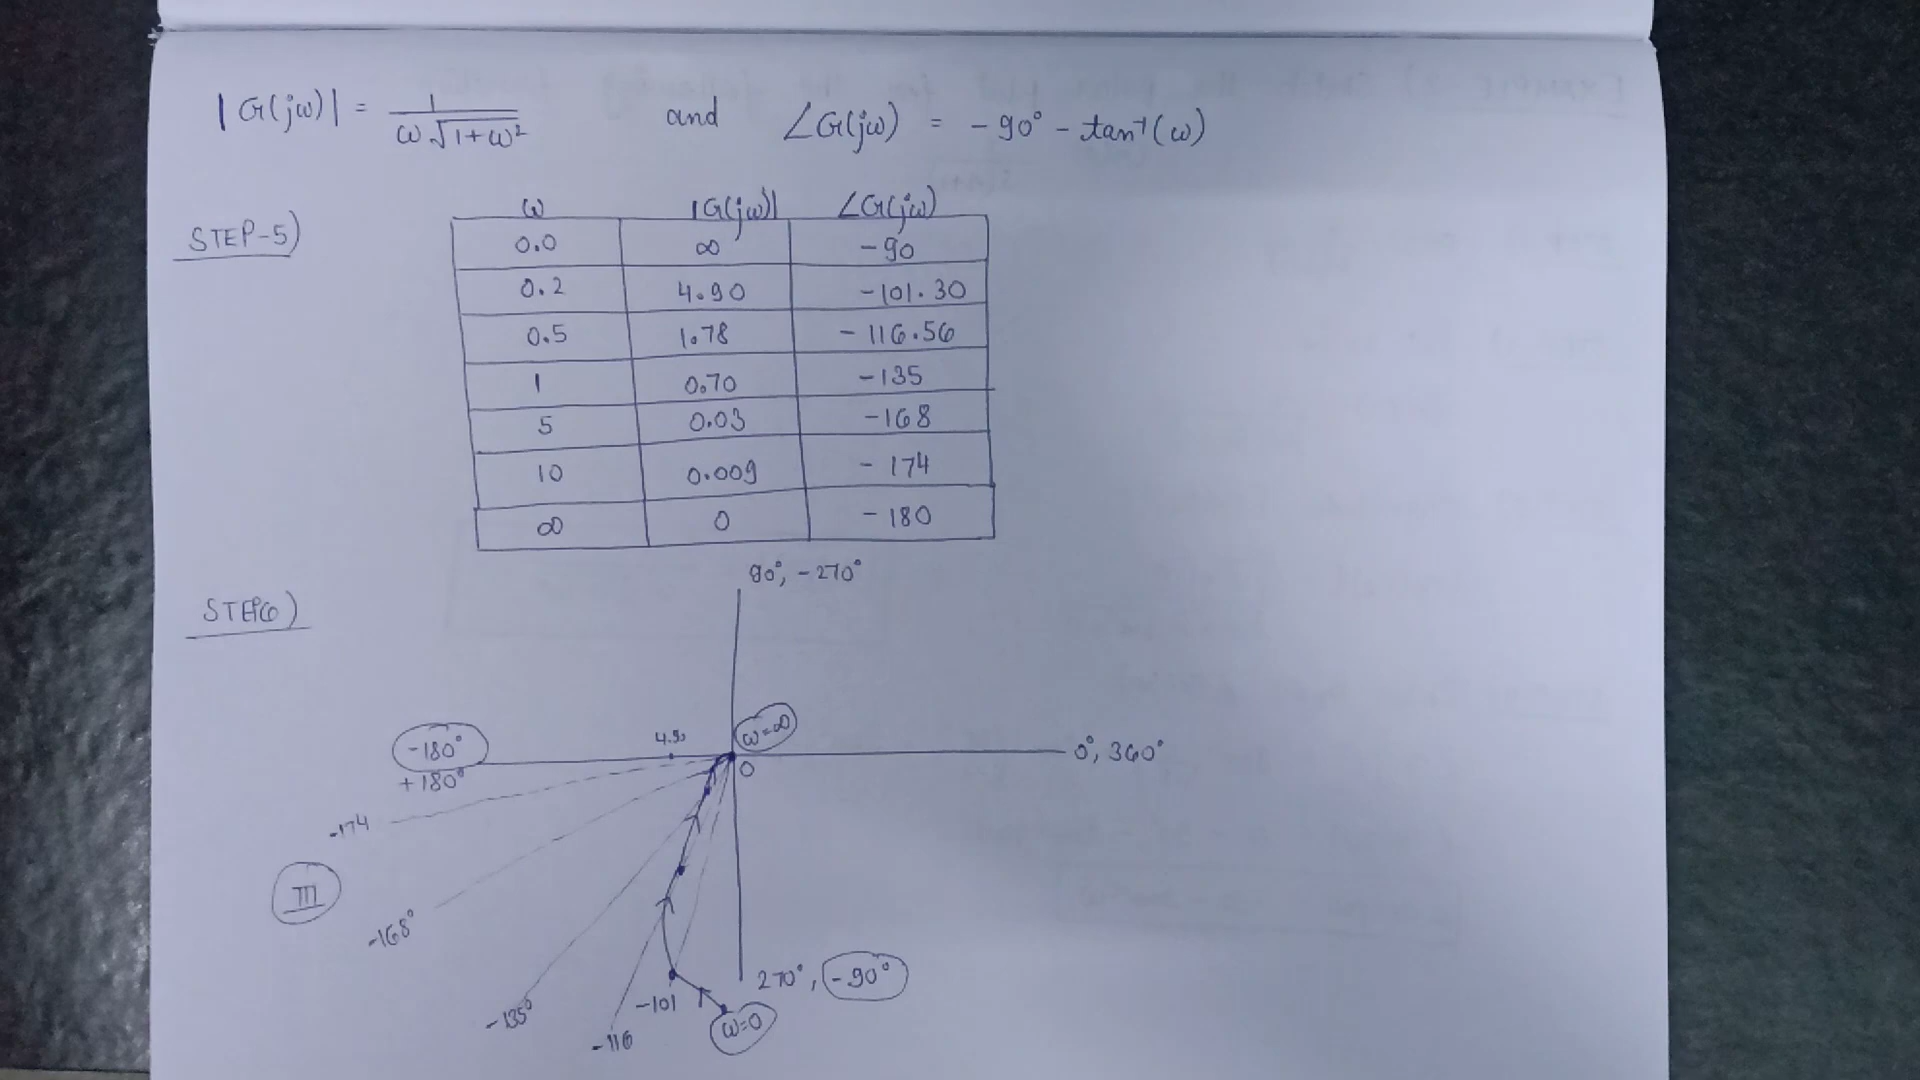 |G(jω)| = 1/(ω√(1+ω²)) and ∠G(jω) = -90° - tan⁻¹(ω)
STEP-5)
ω |G(jω)| ∠G(jω)
0.0 ∞ -90
0.2 4.90 -101.30
0.5 1.78 -116.56
1 0.70 -135
5 0.03 -168
10 0.009 -174
∞ 0 -180
STEP6)
90°, -270°
ω=∞
-180°
+180°
0
0°, 360°
-174
III
-168°
-135°
-116
-101
ω=0
270°, -90°